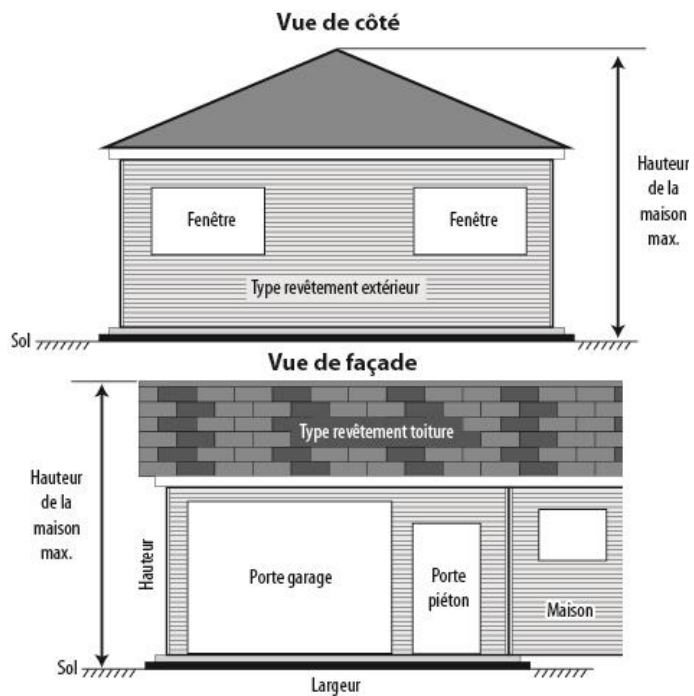 Vue de côté
Hauteur
de la
maison
max.
Fenêtre
Fenêtre
Type revêtement extérieur
Sol
Vue de façade
Type revêtement toiture
Hauteur
de la
maison
max.
Hauteur
Porte garage
Porte
piéton
Maison
Sol
Largeur